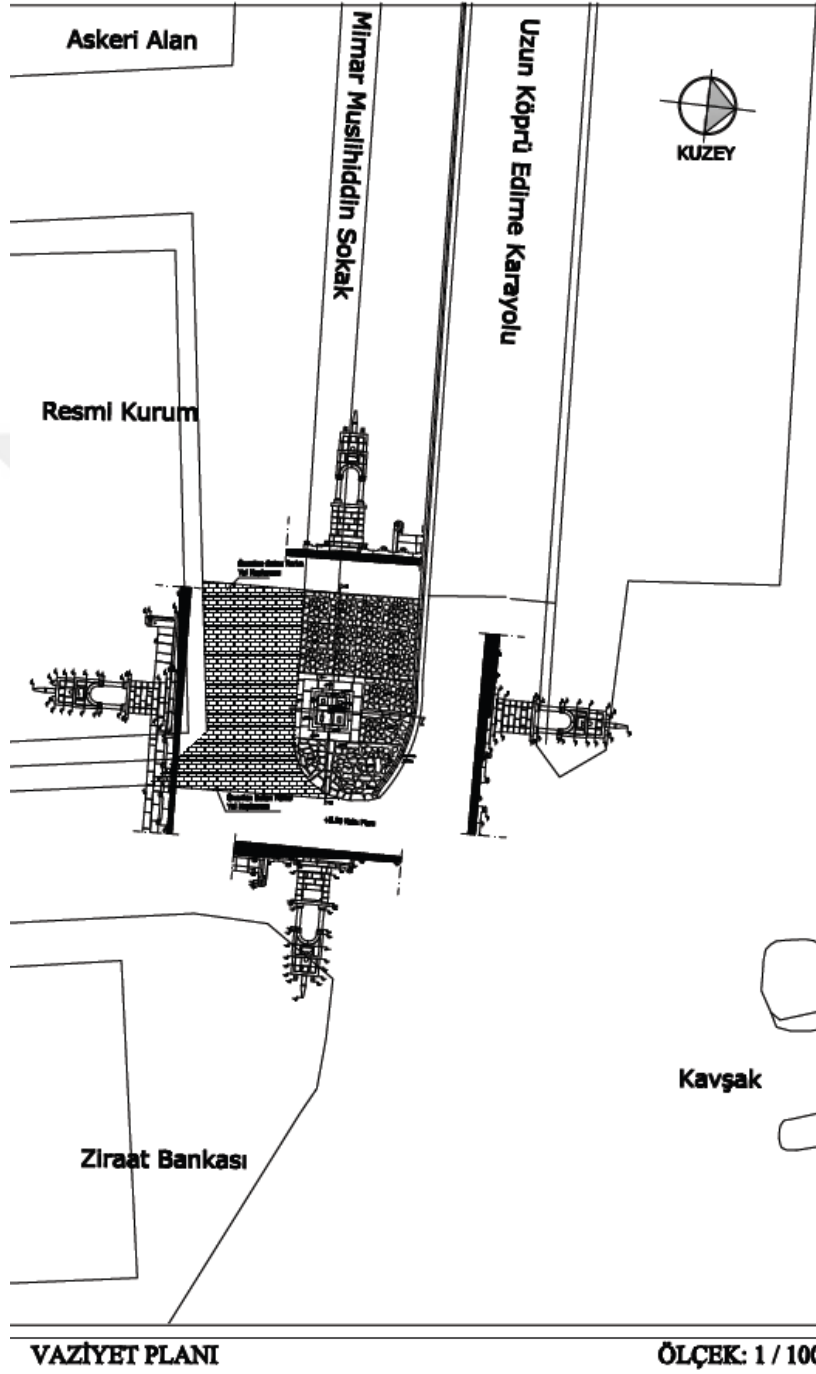 Askeri Alan
Mimar Muslihiddin Sokak
Uzun Köprü Edirne Karayolu
KUZEY
Resmi Kurum
Kavşak
Ziraat Bankası
VAZİYET PLANI
ÖLÇEK: 1 / 100